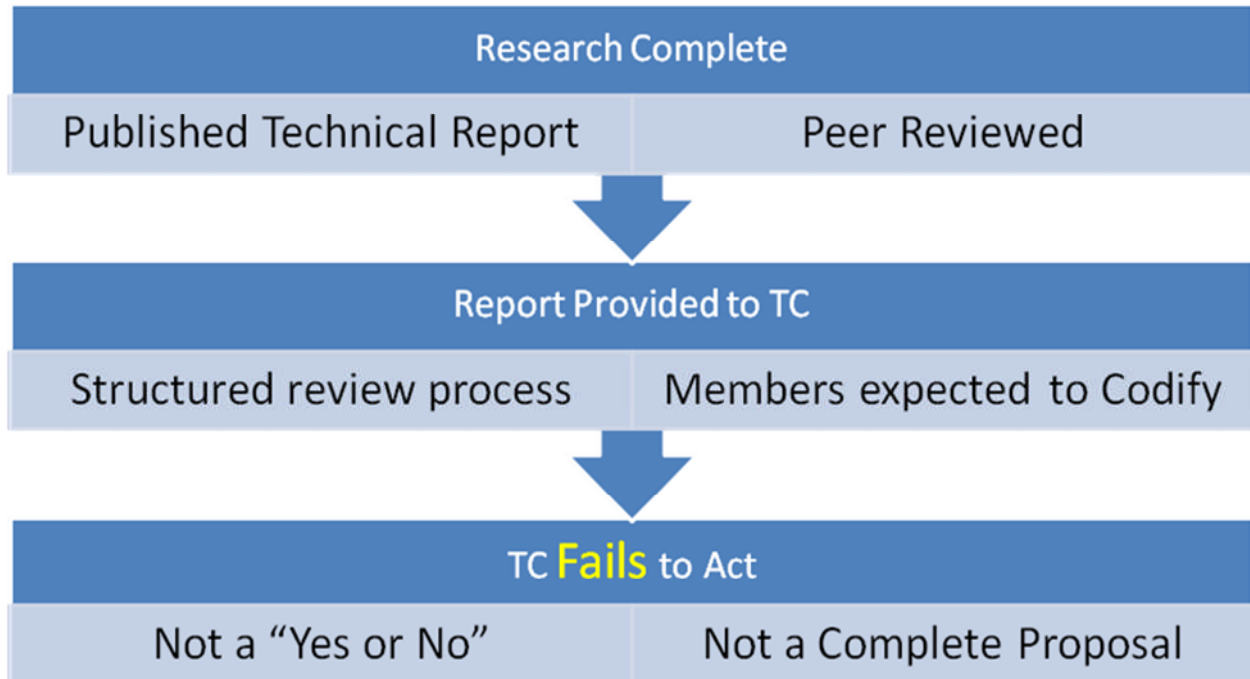 Research Complete
Published Technical Report
Peer Reviewed
Report Provided to TC
Structured review process
Members expected to Codify
TC Fails to Act
Not a “Yes or No”
Not a Complete Proposal